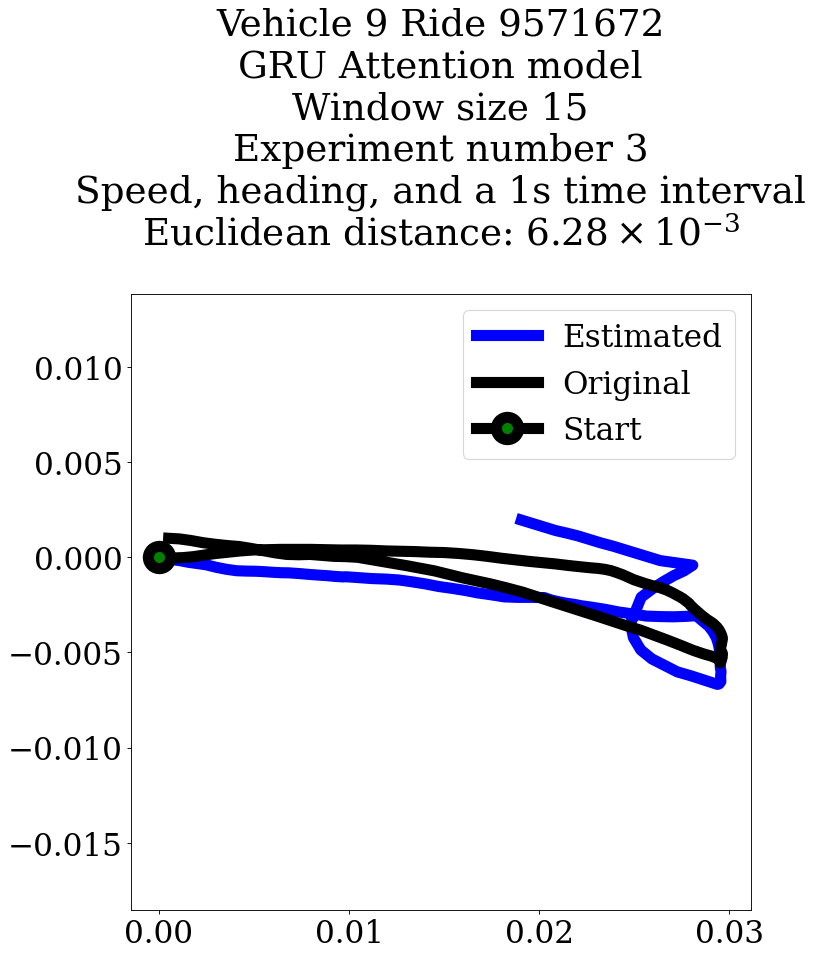 Vehicle 9 Ride 9571672
GRU Attention model
Window size 15
Experiment number 3
Speed, heading, and a 1s time interval
Euclidean distance: 6.28 × 10⁻³
Estimated
Original
Start
0.010
0.005
0.000
−0.005
−0.010
−0.015
0.00 0.01 0.02 0.03